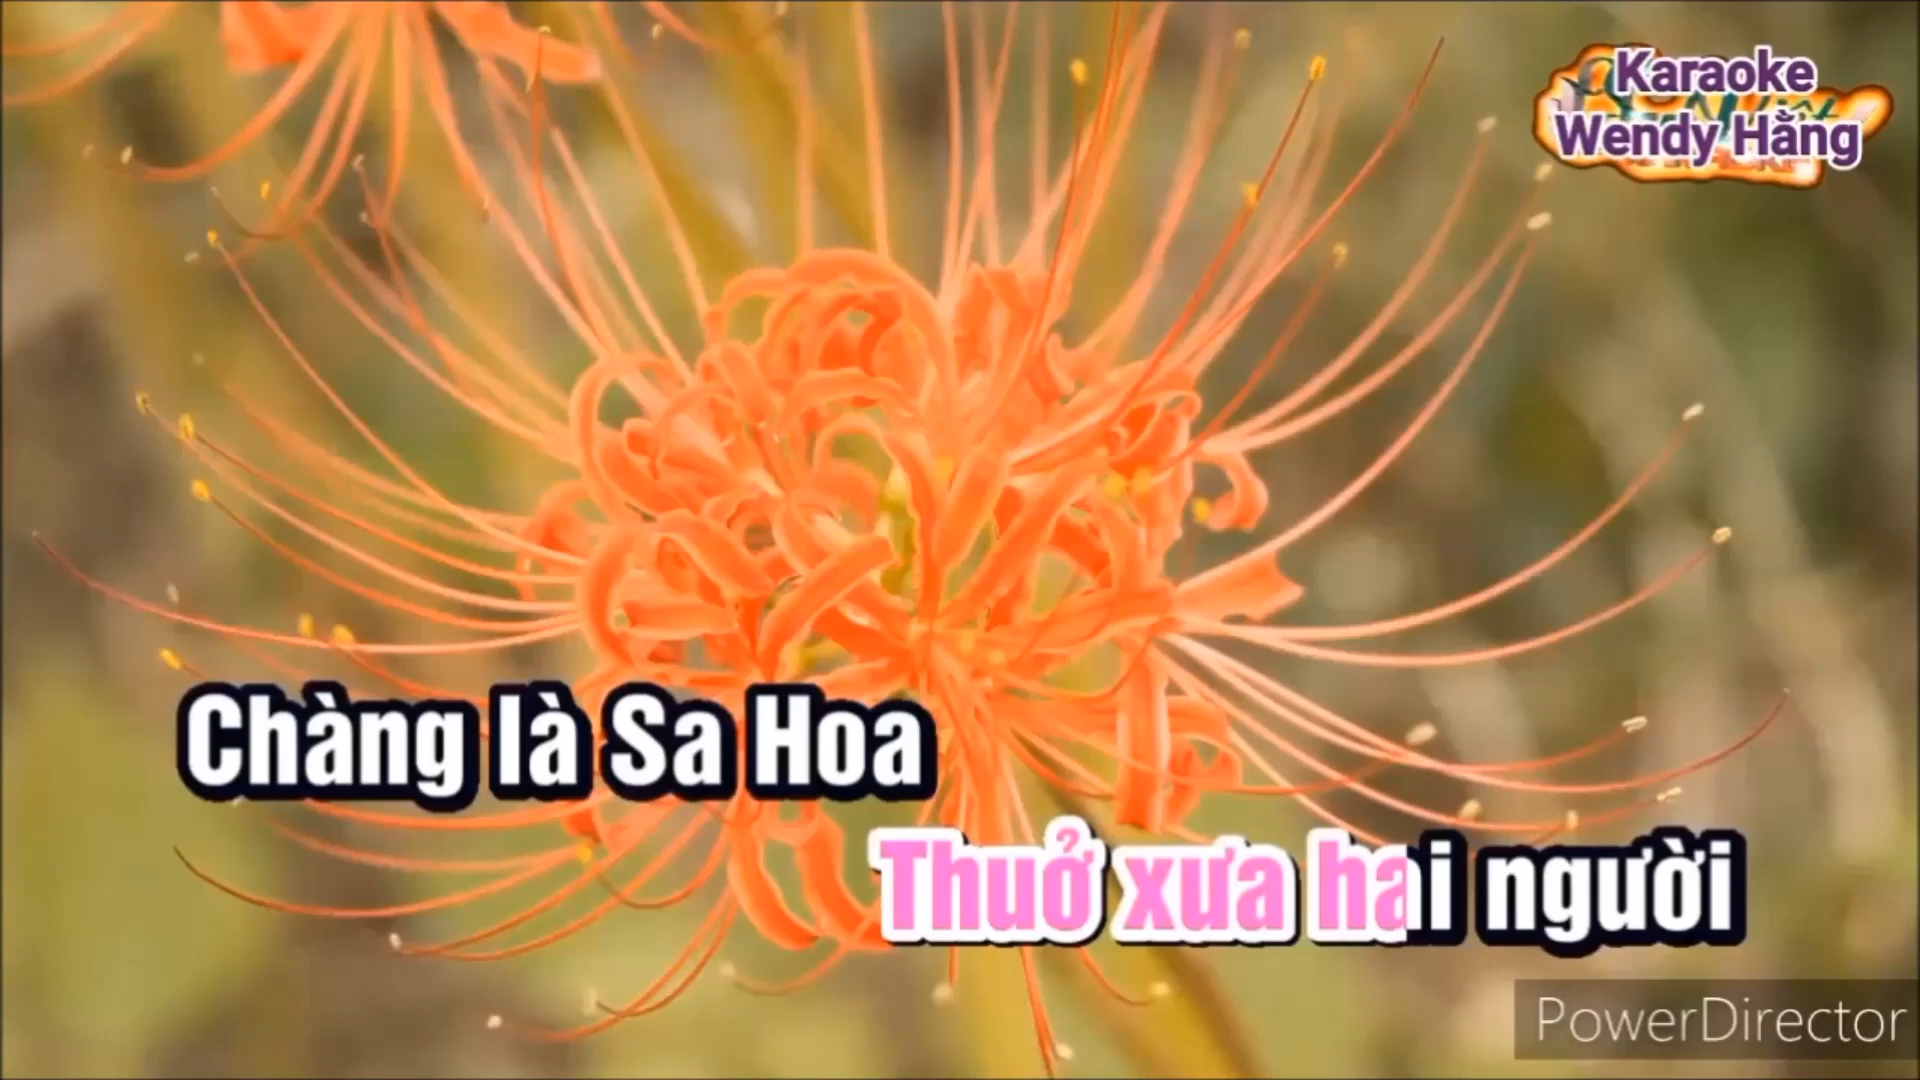 Karaoke
Wendy Hằng
Chàng là Sa Hoa
Thuở xưa hai người
PowerDirector